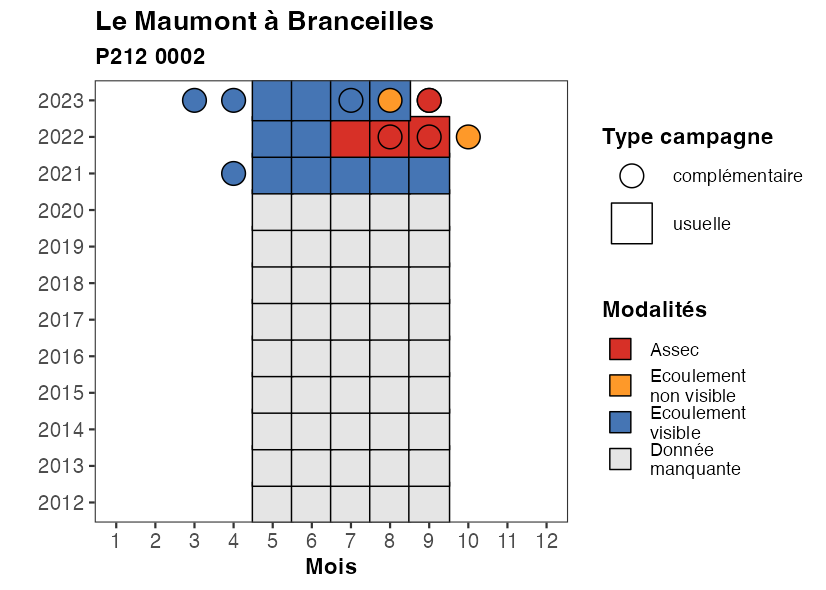 Le Maumont à Branceilles
P212 0002
2023
2022
2021
2020
2019
2018
2017
2016
2015
2014
2013
2012
1 2 3 4 5 6 7 8 9 10 11 12
Mois
Type campagne
complémentaire
usuelle
Modalités
Assec
Ecoulement
non visible
Ecoulement
visible
Donnée
manquante